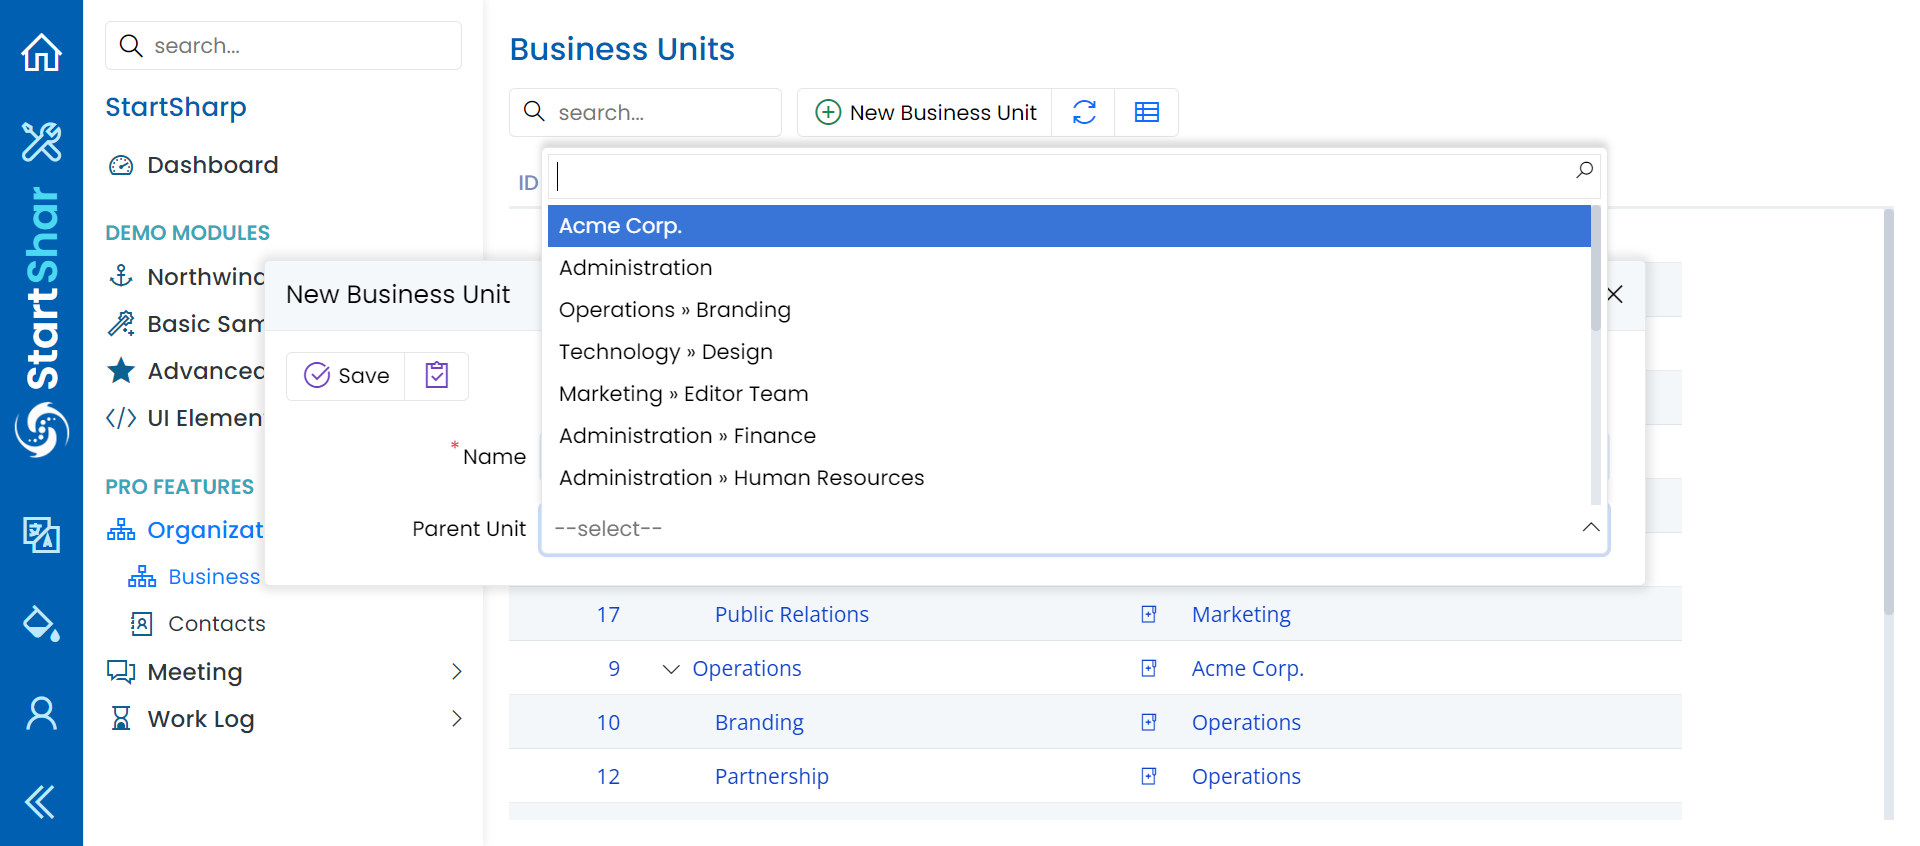 StartShar
search...
StartSharp
Dashboard
DEMO MODULES
Northwind
Basic Sam
Advanced
UI Elemen
PRO FEATURES
Organizat
Business
Contacts
Meeting
Work Log
Business Units
search...
New Business Unit
ID
Acme Corp.
Administration
Operations » Branding
Technology » Design
Marketing » Editor Team
Administration » Finance
Administration » Human Resources
New Business Unit
Save
* Name
Parent Unit --select--
17 Public Relations Marketing
9 Operations Acme Corp.
10 Branding Operations
12 Partnership Operations